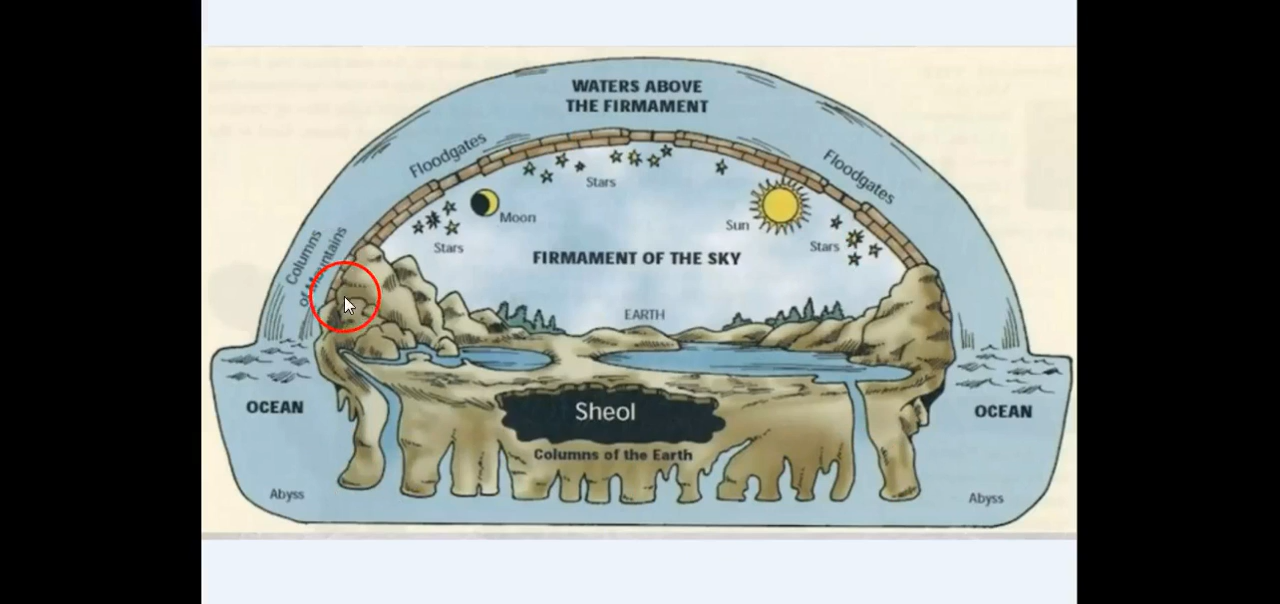 WATERS ABOVE
THE FIRMAMENT
Floodgates
Floodgates
Stars
Moon
Sun
Stars
Stars
Columns
of Mountains
FIRMAMENT OF THE SKY
EARTH
OCEAN
Sheol
OCEAN
Columns of the Earth
Abyss
Abyss